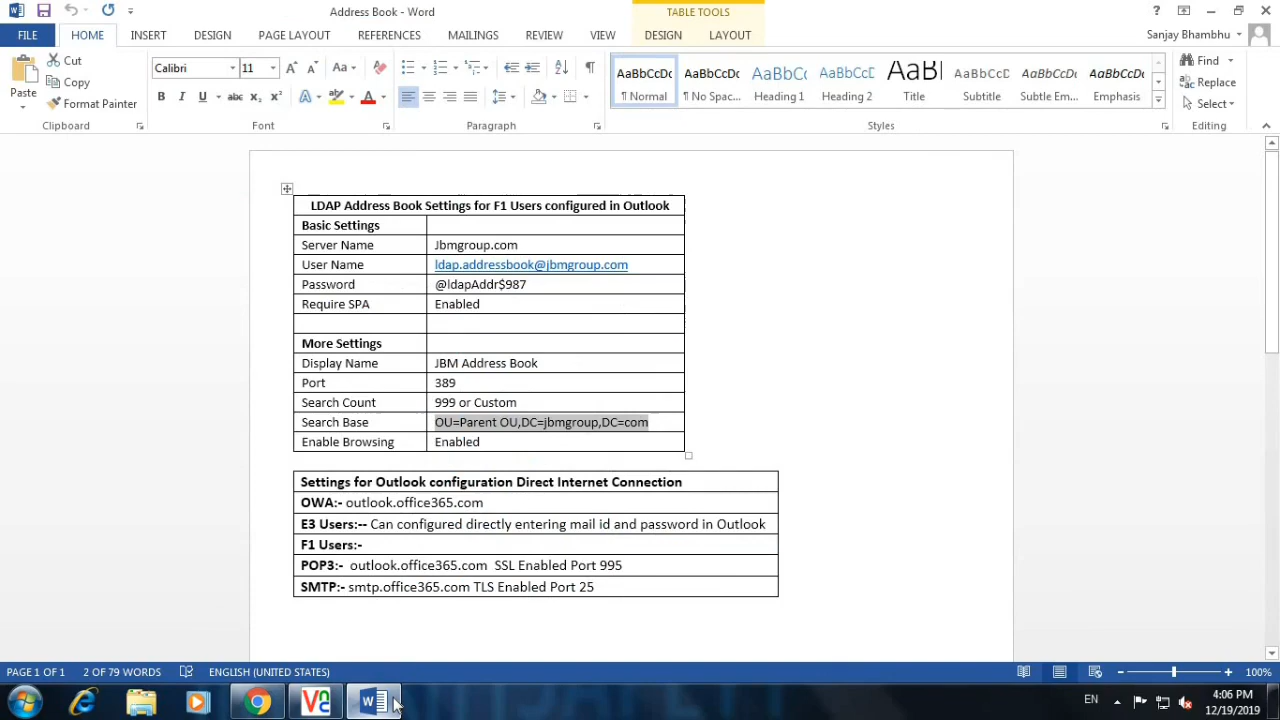 Address Book - Word
TABLE TOOLS
FILE HOME INSERT DESIGN PAGE LAYOUT REFERENCES MAILINGS REVIEW VIEW DESIGN LAYOUT
Sanjay Bhambhu
Paste
Cut
Copy
Format Painter
Clipboard
Calibri 11
Font
Paragraph
AaBbCcDc AaBbCcDc AaBbCc AaBbCc AaBb AaBbCcD AaBbCcDc AaBbCcDc
¶ Normal ¶ No Spac... Heading 1 Heading 2 Title Subtitle Subtle Em... Emphasis
Styles
Find
Replace
Select
Editing
LDAP Address Book Settings for F1 Users configured in Outlook
Basic Settings
Server Name Jbmgroup.com
User Name ldap.addressbook@jbmgroup.com
Password @ldapAddr$987
Require SPA Enabled
More Settings
Display Name JBM Address Book
Port 389
Search Count 999 or Custom
Search Base OU=Parent OU,DC=jbmgroup,DC=com
Enable Browsing Enabled
Settings for Outlook configuration Direct Internet Connection
OWA:- outlook.office365.com
E3 Users:-- Can configured directly entering mail id and password in Outlook
F1 Users:-
POP3:- outlook.office365.com SSL Enabled Port 995
SMTP:- smtp.office365.com TLS Enabled Port 25
PAGE 1 OF 1 2 OF 79 WORDS ENGLISH (UNITED STATES) 100%
EN
4:06 PM
12/19/2019